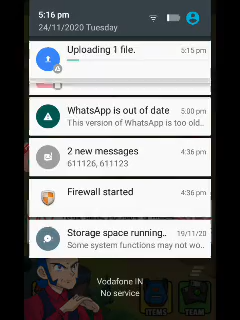 5:16 pm
24/11/2020 Tuesday
Uploading 1 file.
5:15 pm
WhatsApp is out of date
5:00 pm
This version of WhatsApp is too old..
2 new messages
4:36 pm
611126, 611123
Firewall started
4:36 pm
Storage space running..
19/11/20
Some system functions may not wo..
Vodafone IN
No service
ITEMS
TEAM